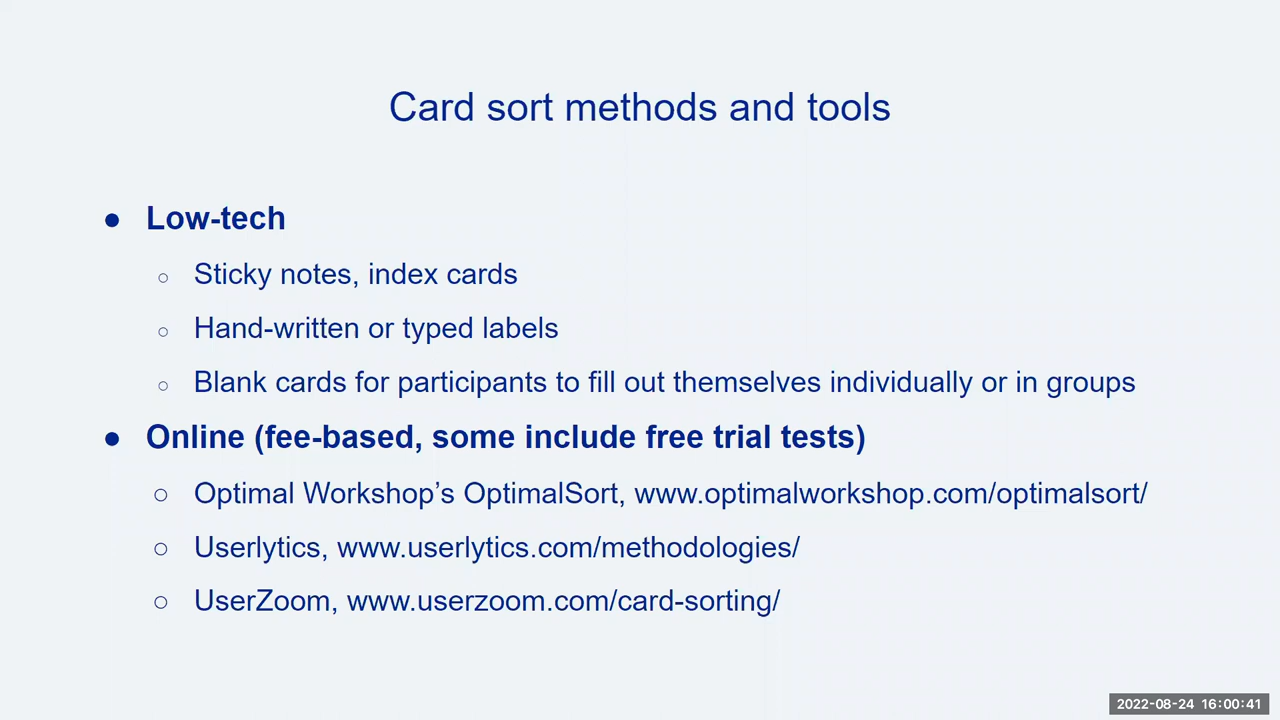 Card sort methods and tools
● Low-tech
○ Sticky notes, index cards
○ Hand-written or typed labels
○ Blank cards for participants to fill out themselves individually or in groups
● Online (fee-based, some include free trial tests)
○ Optimal Workshop’s OptimalSort, www.optimalworkshop.com/optimalsort/
○ Userlytics, www.userlytics.com/methodologies/
○ UserZoom, www.userzoom.com/card-sorting/
2022-08-24 16:00:41